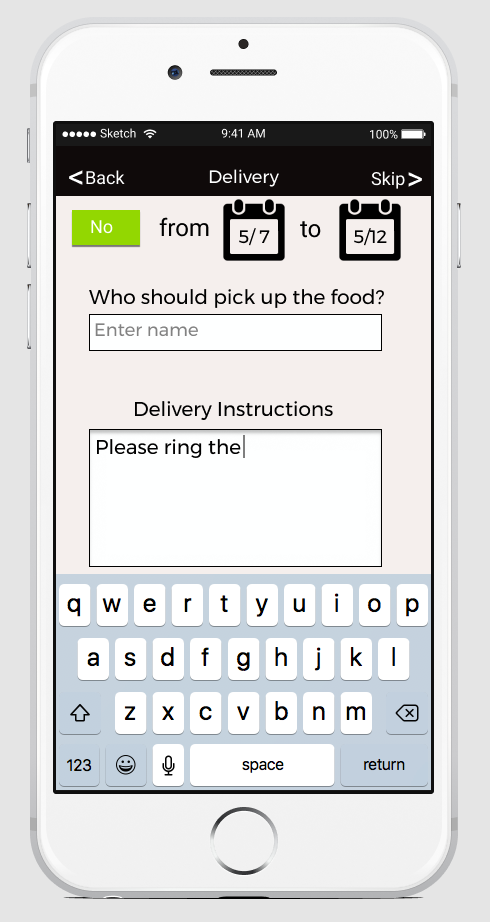 ●●●●● Sketch 9:41 AM 100%
<Back Delivery Skip>
No from 5/ 7 to 5/12
Who should pick up the food?
Enter name
Delivery Instructions
Please ring the
q w e r t y u i o p
a s d f g h j k l
z x c v b n m
123 space return